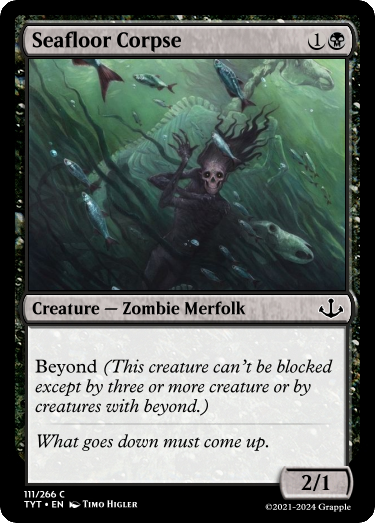 Seafloor Corpse 1
Creature — Zombie Merfolk
Beyond (This creature can't be blocked
except by three or more creature or by
creatures with beyond.)
What goes down must come up.
2/1
111/266 C
TYT • EN Timo Higler
©2021-2024 Grapple